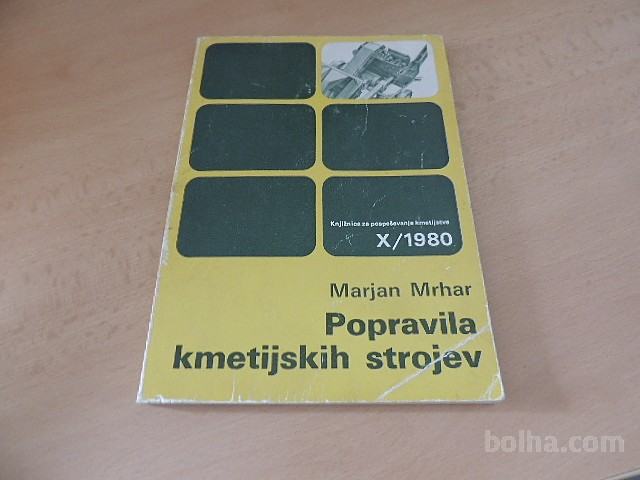 Knjižnica za pospeševanje kmetijstva
X/1980
Marjan Mrhar
Popravila
kmetijskih strojev
bolha.com